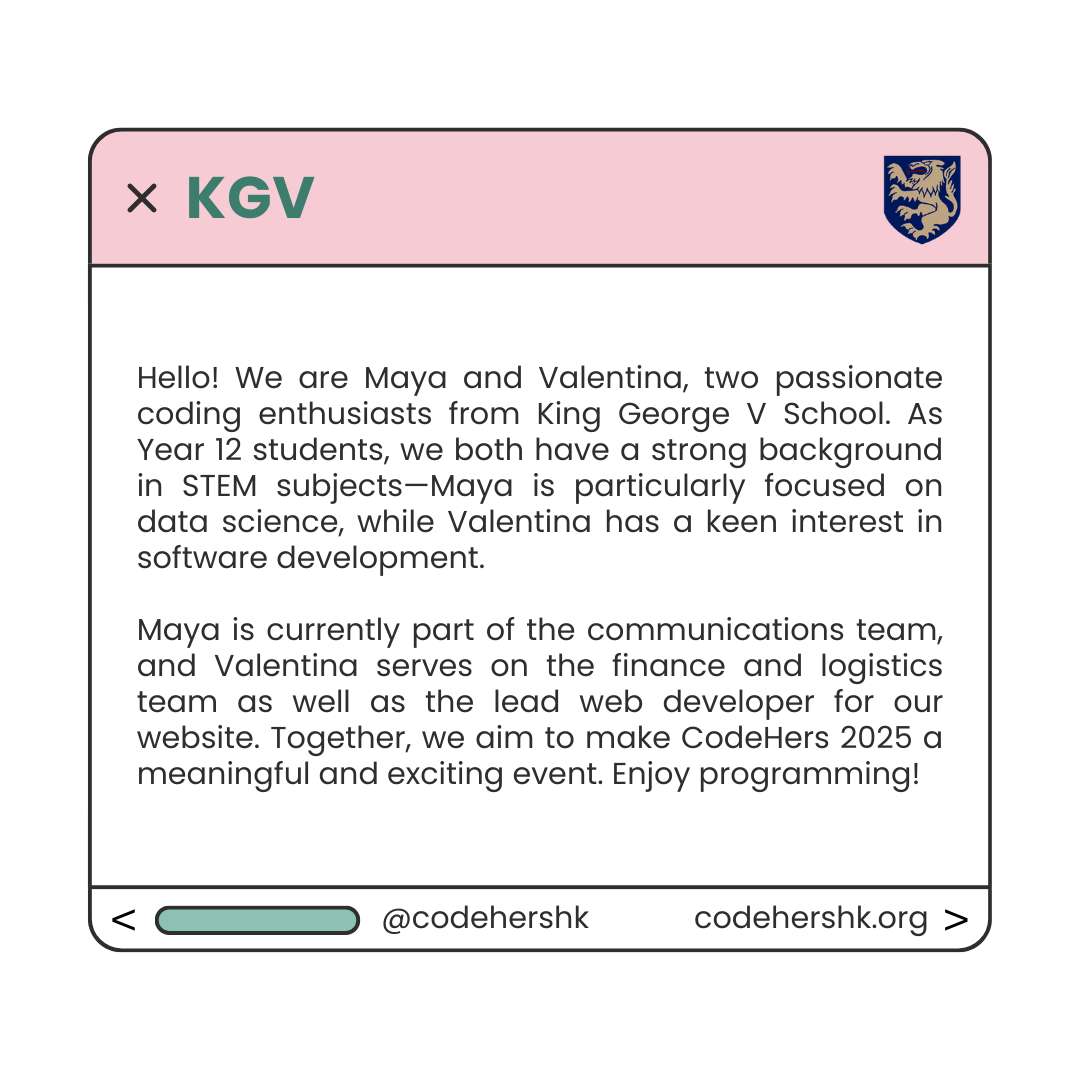 × KGV
Hello! We are Maya and Valentina, two passionate
coding enthusiasts from King George V School. As
Year 12 students, we both have a strong background
in STEM subjects—Maya is particularly focused on
data science, while Valentina has a keen interest in
software development.
Maya is currently part of the communications team,
and Valentina serves on the finance and logistics
team as well as the lead web developer for our
website. Together, we aim to make CodeHers 2025 a
meaningful and exciting event. Enjoy programming!
< @codehershk codehershk.org >